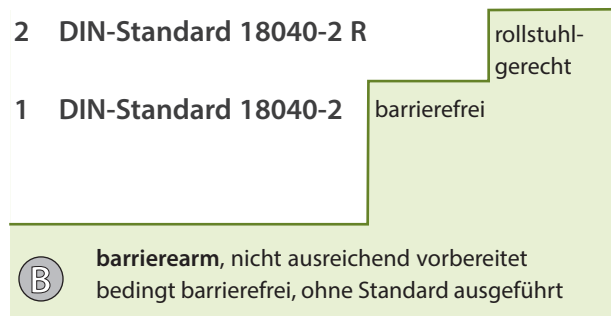 2 DIN-Standard 18040-2 R
rollstuhl-
gerecht
1 DIN-Standard 18040-2
barrierefrei
B
barrierearm, nicht ausreichend vorbereitet
bedingt barrierefrei, ohne Standard ausgeführt